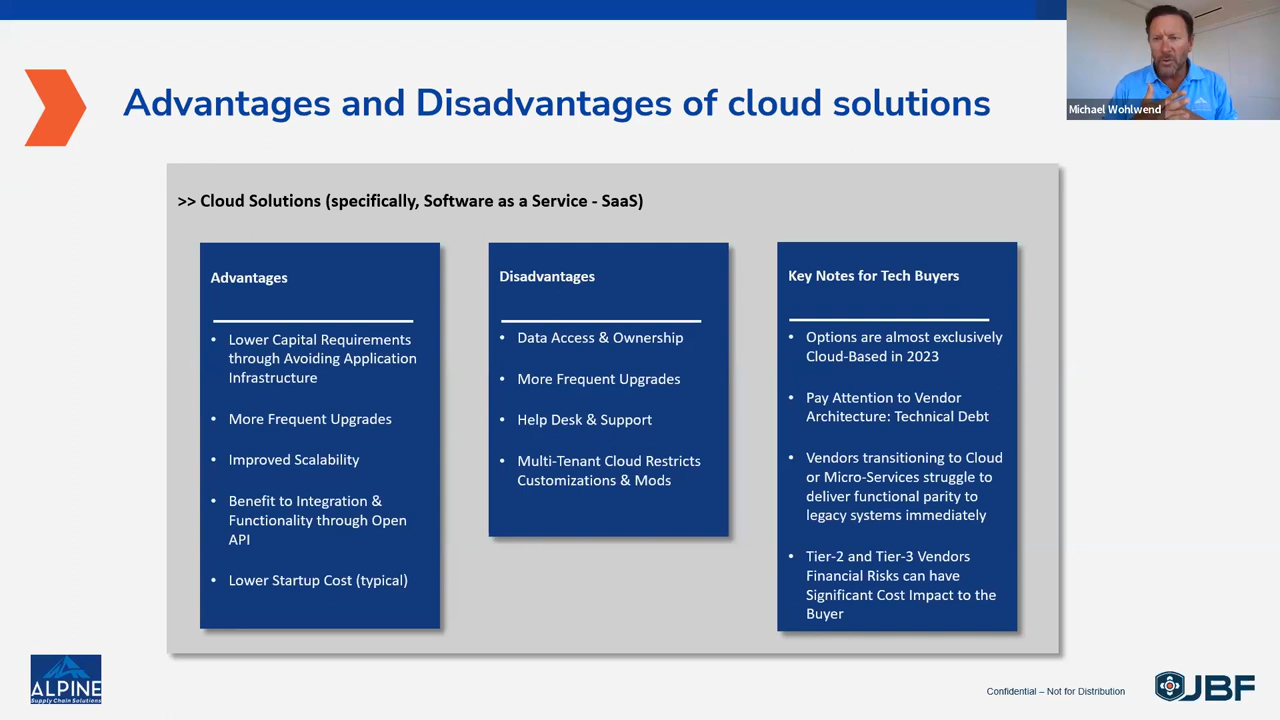 Advantages and Disadvantages of cloud solutions
Michael Wohlwend
>> Cloud Solutions (specifically, Software as a Service - SaaS)
Advantages
• Lower Capital Requirements
through Avoiding Application
Infrastructure
• More Frequent Upgrades
• Improved Scalability
• Benefit to Integration &
Functionality through Open
API
• Lower Startup Cost (typical)
Disadvantages
• Data Access & Ownership
• More Frequent Upgrades
• Help Desk & Support
• Multi-Tenant Cloud Restricts
Customizations & Mods
Key Notes for Tech Buyers
• Options are almost exclusively
Cloud-Based in 2023
• Pay Attention to Vendor
Architecture: Technical Debt
• Vendors transitioning to Cloud
or Micro-Services struggle to
deliver functional parity to
legacy systems immediately
• Tier-2 and Tier-3 Vendors
Financial Risks can have
Significant Cost Impact to the
Buyer
ALPINE
Supply Chain Solutions
Confidential – Not for Distribution
JBF